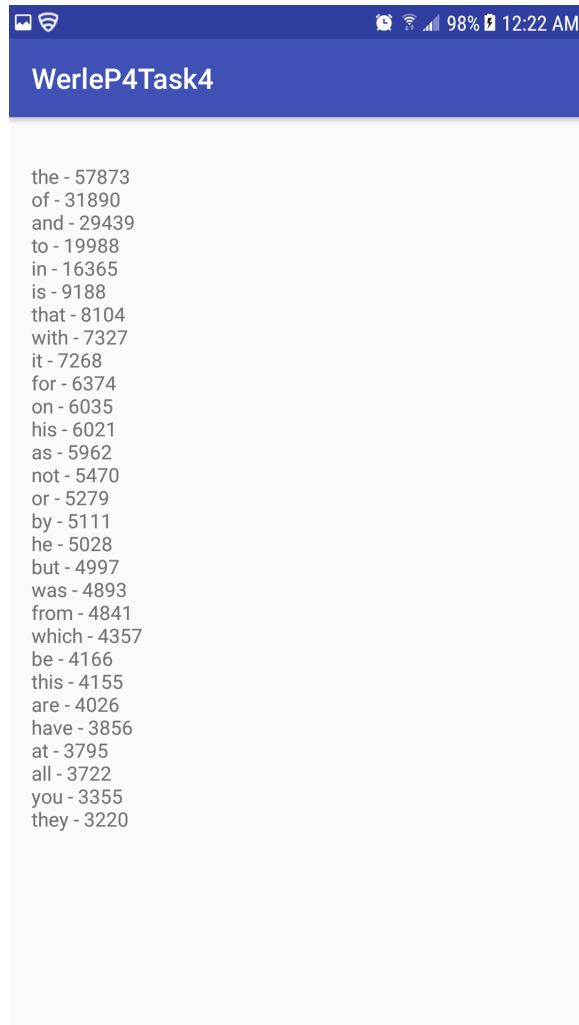 98% 12:22 AM
WerleP4Task4
the - 57873
of - 31890
and - 29439
to - 19988
in - 16365
is - 9188
that - 8104
with - 7327
it - 7268
for - 6374
on - 6035
his - 6021
as - 5962
not - 5470
or - 5279
by - 5111
he - 5028
but - 4997
was - 4893
from - 4841
which - 4357
be - 4166
this - 4155
are - 4026
have - 3856
at - 3795
all - 3722
you - 3355
they - 3220